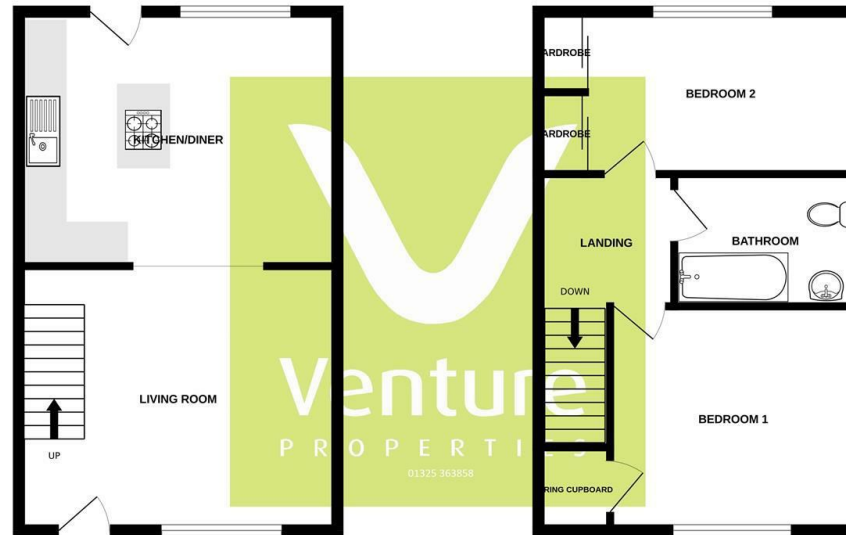 KITCHEN/DINER
LIVING ROOM
UP
ARDROBE
ARDROBE
BEDROOM 2
LANDING
BATHROOM
DOWN
BEDROOM 1
RING CUPBOARD
Venture
PROPERTIES
01325 363858